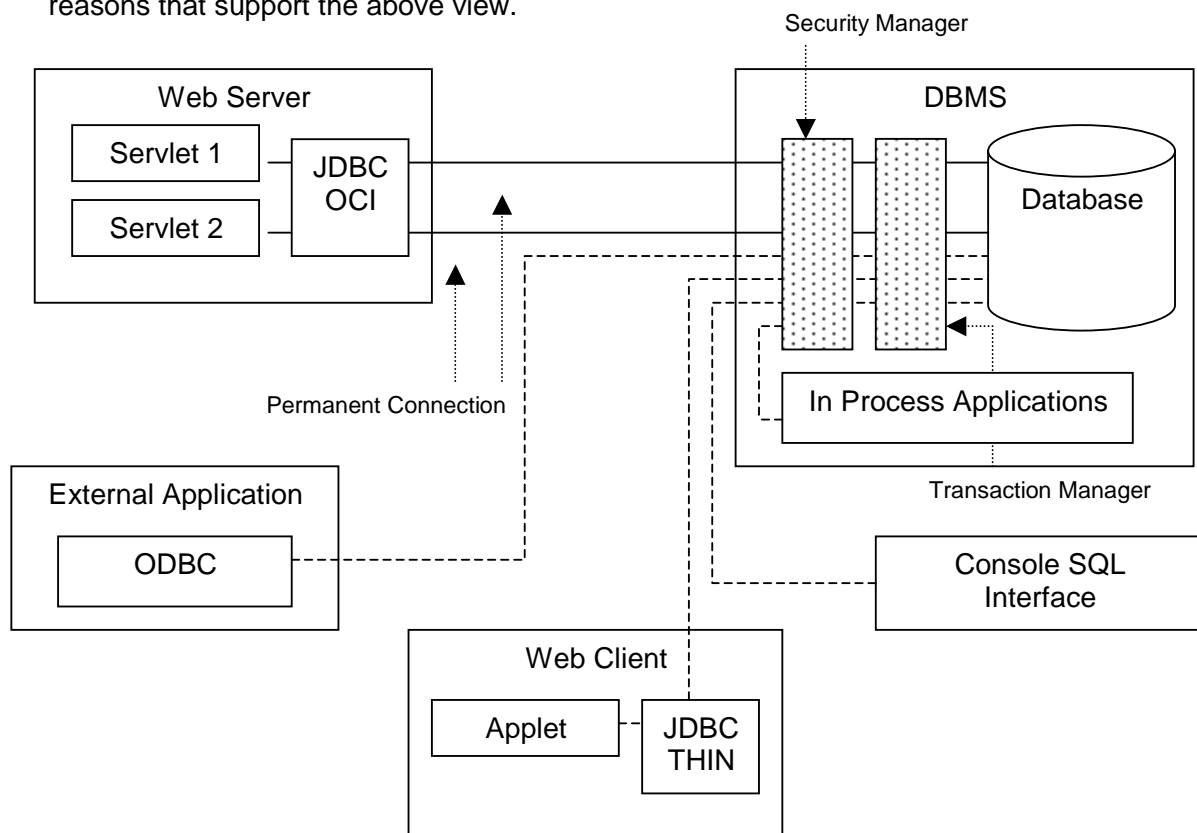 reasons that support the above view.
Security Manager
Web Server
DBMS
Servlet 1
JDBC
OCI
Servlet 2
Database
Permanent Connection
In Process Applications
External Application
Transaction Manager
ODBC
Console SQL
Interface
Web Client
Applet
JDBC
THIN